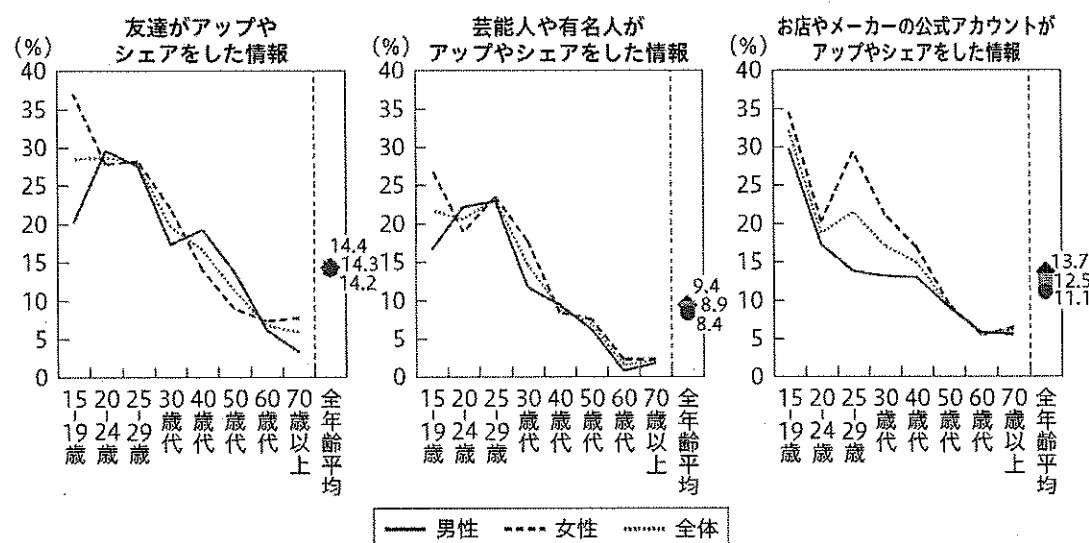 友達がアップや
シェアをした情報
(%)
40
35
30
25
20
15
10
5
0
14.4
14.3
14.2
15-19歳
20-24歳
25-29歳
30歳代
40歳代
50歳代
60歳代
70歳以上
全年齢平均
芸能人や有名人が
アップやシェアをした情報
(%)
40
35
30
25
20
15
10
5
0
9.4
8.9
8.4
15-19歳
20-24歳
25-29歳
30歳代
40歳代
50歳代
60歳代
70歳以上
全年齢平均
お店やメーカーの公式アカウントが
アップやシェアをした情報
(%)
40
35
30
25
20
15
10
5
0
13.7
12.5
11.1
15-19歳
20-24歳
25-29歳
30歳代
40歳代
50歳代
60歳代
70歳以上
全年齢平均
男性 女性 全体